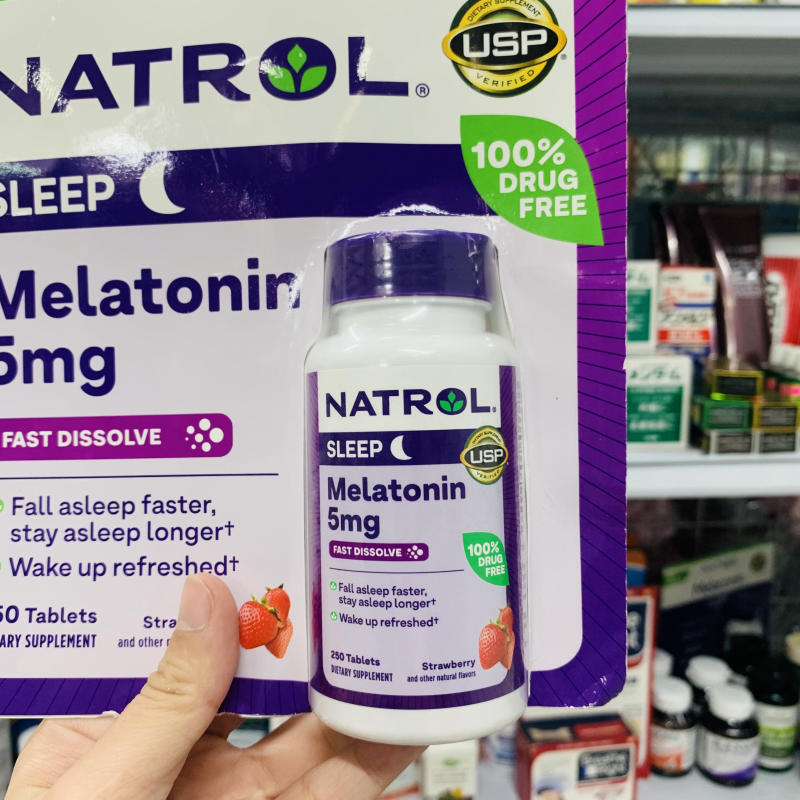 NATROL®
DIETARY SUPPLEMENT
USP
VERIFIED
100%
DRUG
FREE
SLEEP
Melatonin
5mg
FAST DISSOLVE
Fall asleep faster,
stay asleep longer†
Wake up refreshed†
50 Tablets
ARY SUPPLEMENT
Stra
and other n
NATROL®
SLEEP
DIETARY SUPPLEMENT
USP
VERIFIED
Melatonin
5mg
FAST DISSOLVE
100%
DRUG
FREE
Fall asleep faster,
stay asleep longer†
Wake up refreshed†
250 Tablets
DIETARY SUPPLEMENT
Strawberry
and other natural flavors